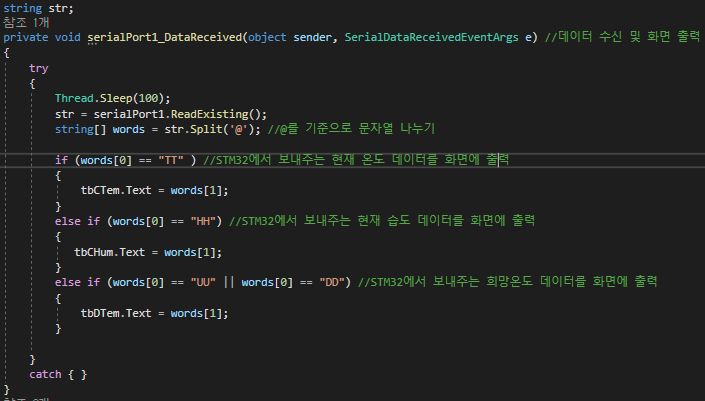 string str;
참조 1개
private void serialPort1_DataReceived(object sender, SerialDataReceivedEventArgs e) //데이터 수신 및 화면 출력
{
try
{
Thread.Sleep(100);
str = serialPort1.ReadExisting();
string[] words = str.Split('@'); //@를 기준으로 문자열 나누기
if (words[0] == "TT" ) //STM32에서 보내주는 현재 온도 데이터를 화면에 출력
{
tbCTem.Text = words[1];
}
else if (words[0] == "HH") //STM32에서 보내주는 현재 습도 데이터를 화면에 출력
{
tbCHum.Text = words[1];
}
else if (words[0] == "UU" || words[0] == "DD") //STM32에서 보내주는 희망온도 데이터를 화면에 출력
{
tbDTem.Text = words[1];
}
}
catch { }
}